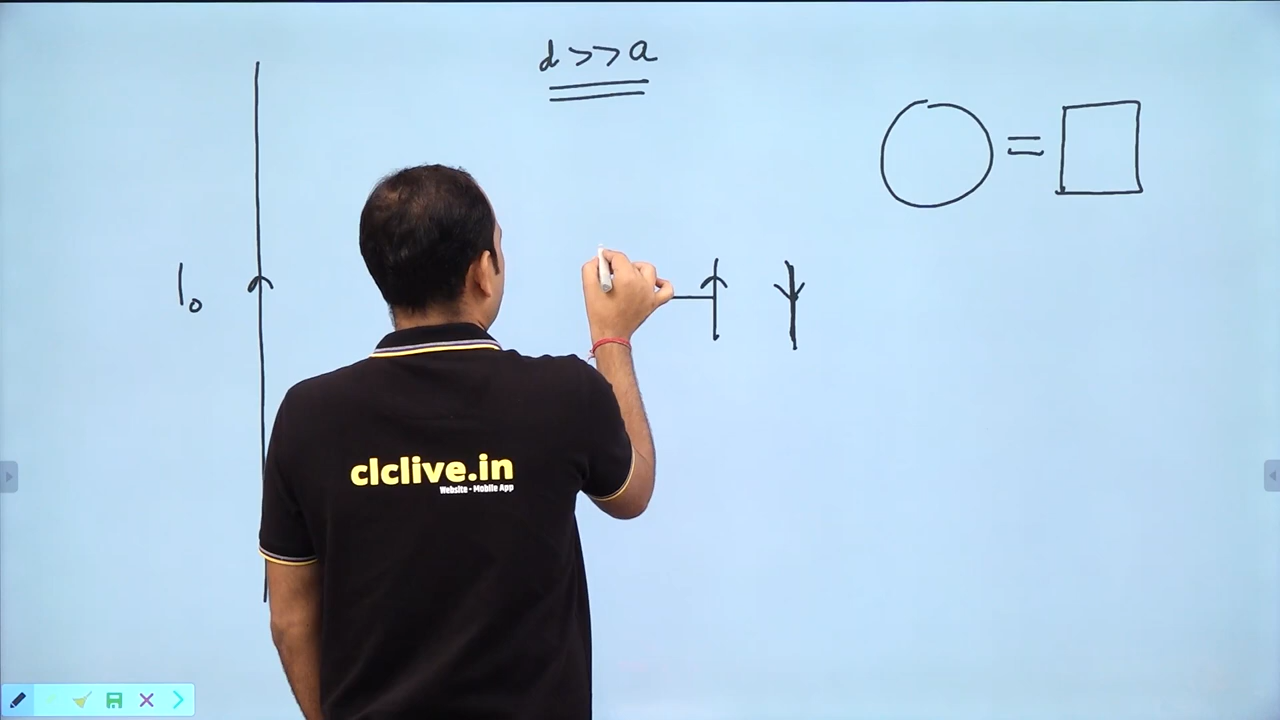 d>>a
=
I₀
clclive.in
Website - Mobile App